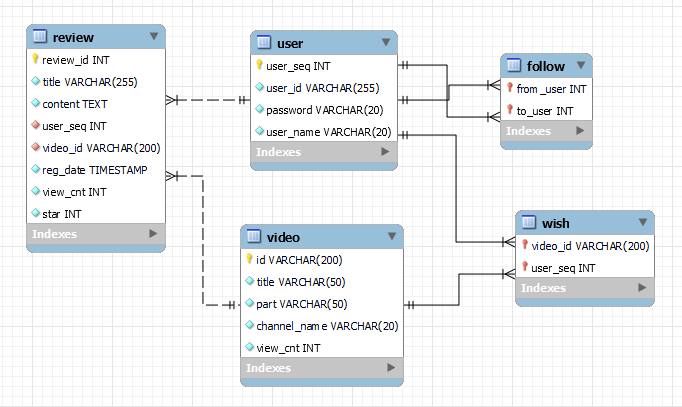 review
review_id INT
title VARCHAR(255)
content TEXT
user_seq INT
video_id VARCHAR(200)
reg_date TIMESTAMP
view_cnt INT
star INT
Indexes
user
user_seq INT
user_id VARCHAR(255)
password VARCHAR(20)
user_name VARCHAR(20)
Indexes
follow
from_user INT
to_user INT
Indexes
video
id VARCHAR(200)
title VARCHAR(50)
part VARCHAR(50)
channel_name VARCHAR(20)
view_cnt INT
Indexes
wish
video_id VARCHAR(200)
user_seq INT
Indexes